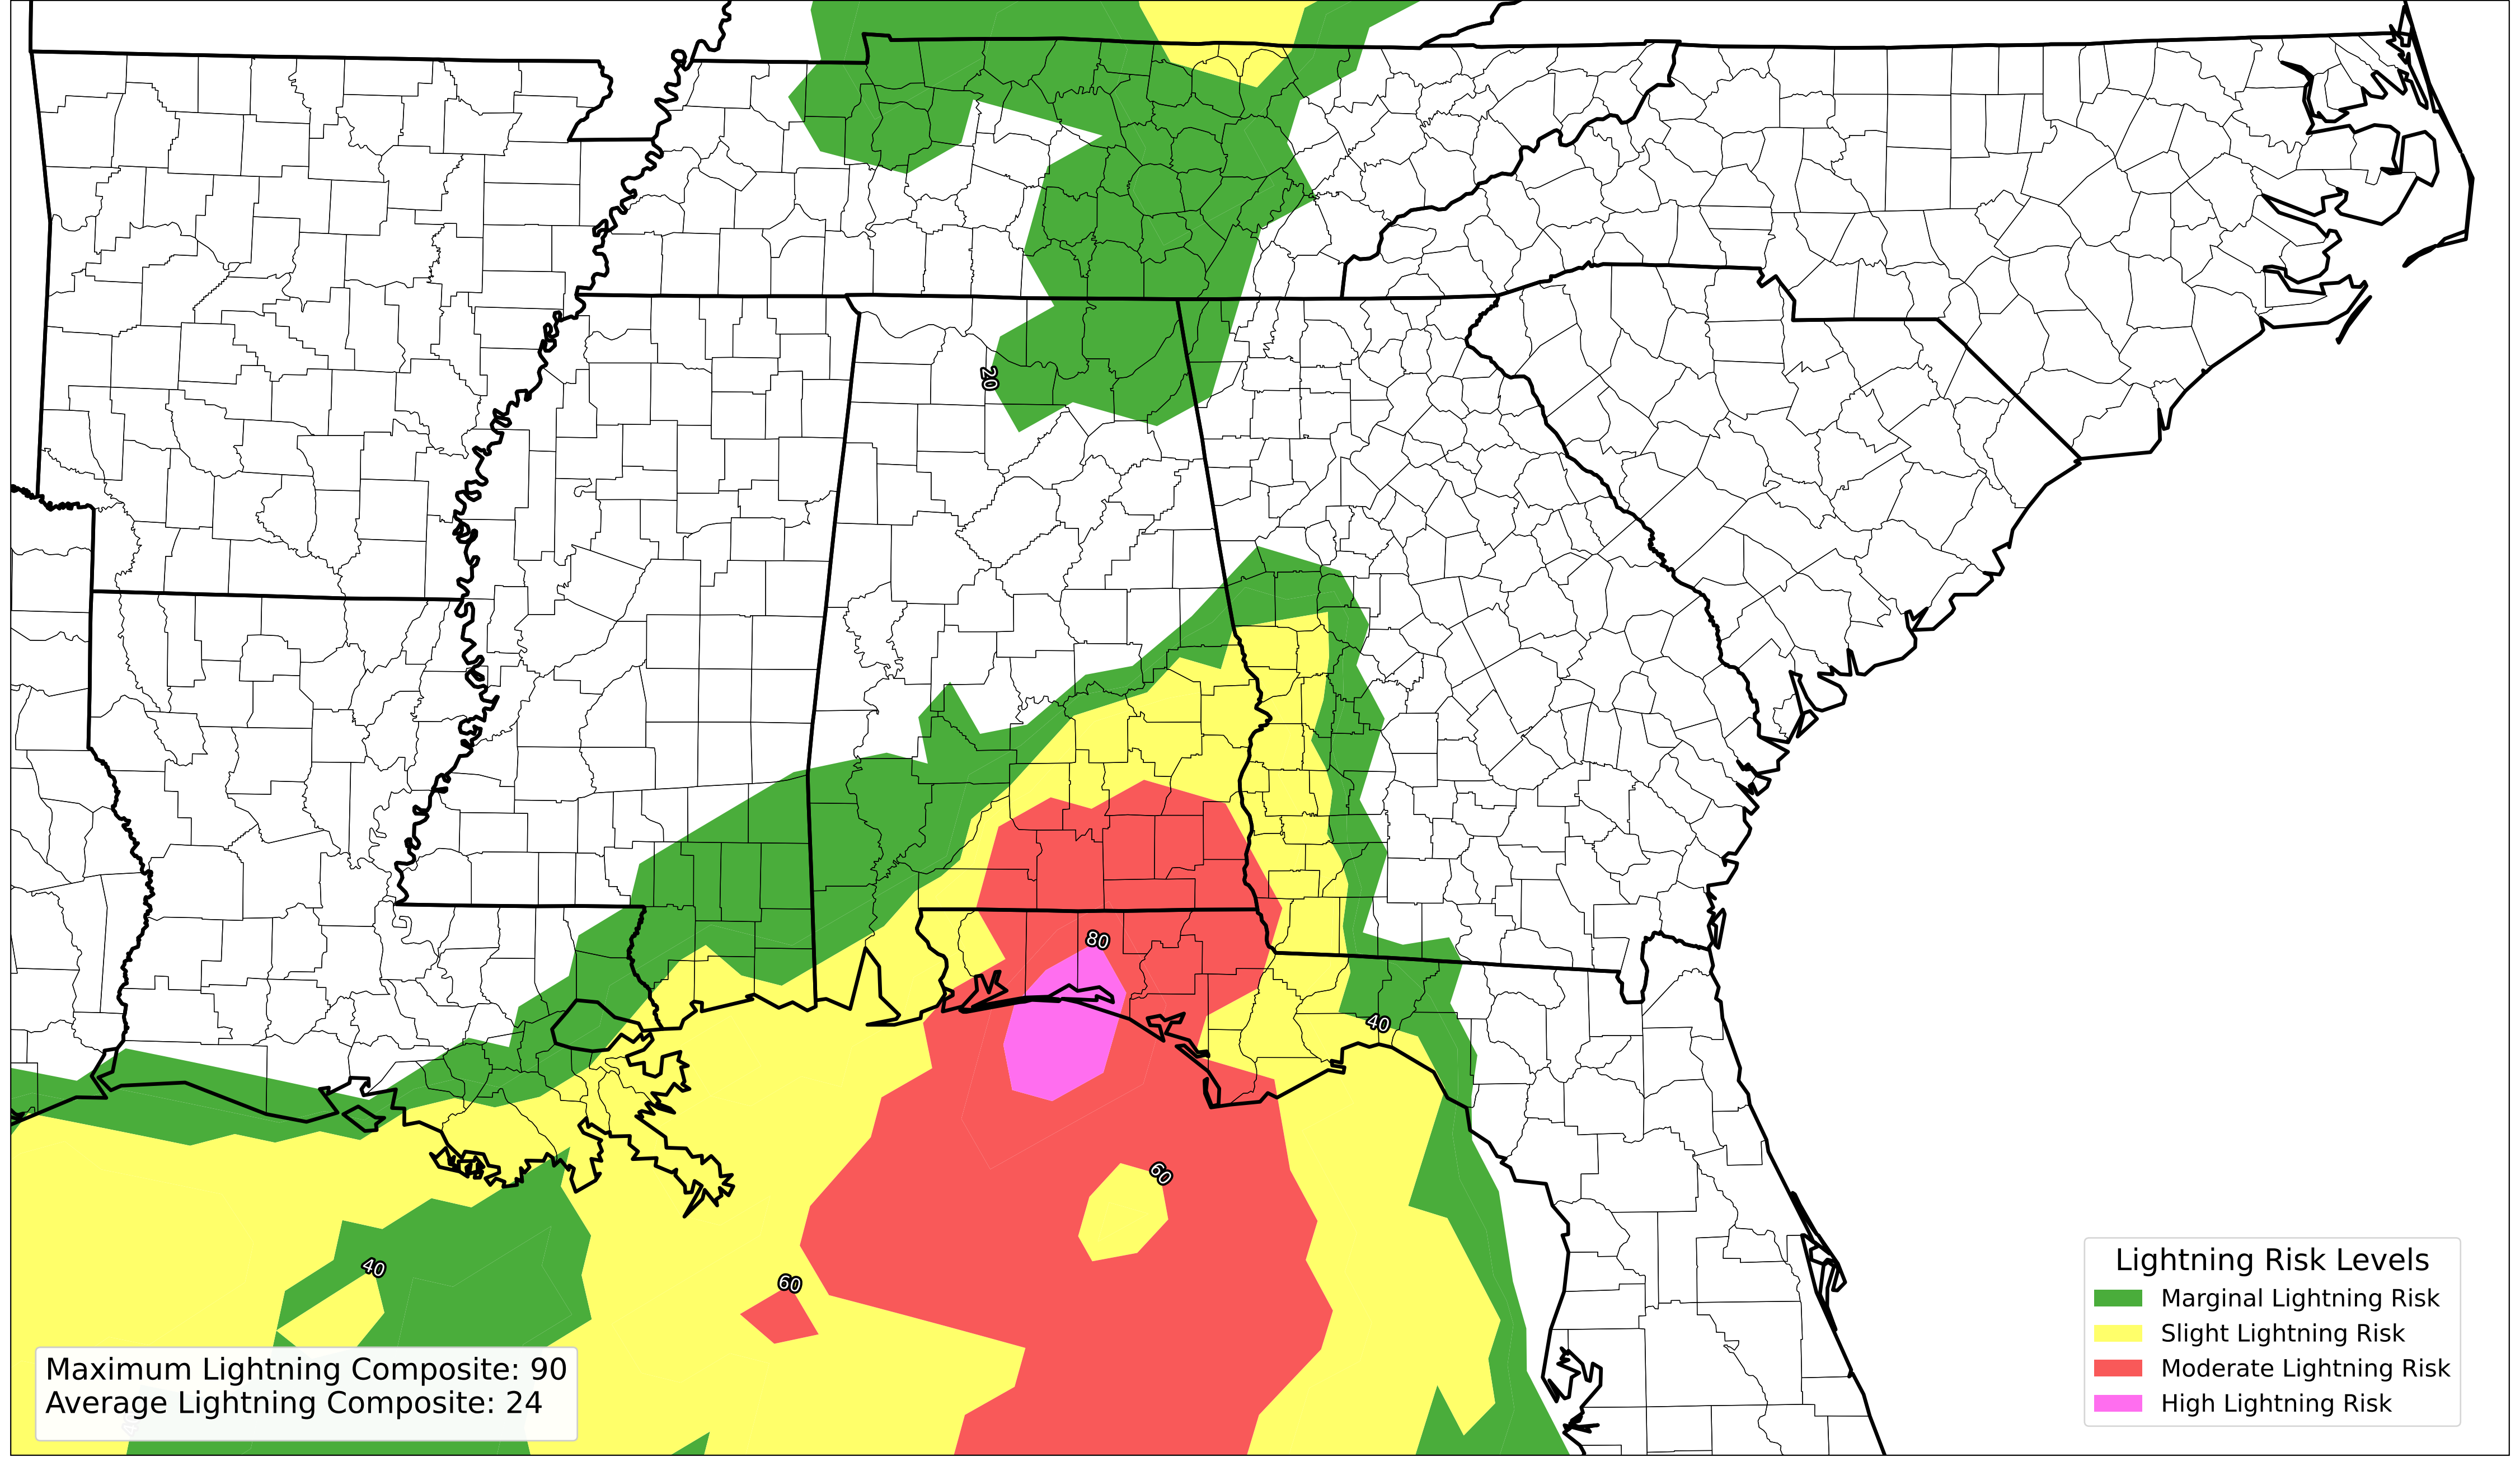 20
80
40
60
40
60
Maximum Lightning Composite: 90
Average Lightning Composite: 24
Lightning Risk Levels
Marginal Lightning Risk
Slight Lightning Risk
Moderate Lightning Risk
High Lightning Risk